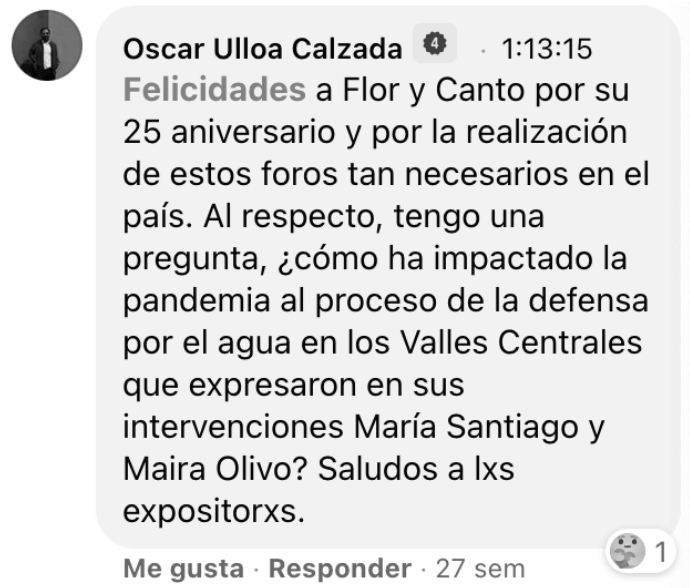 Oscar Ulloa Calzada 4 · 1:13:15
Felicidades a Flor y Canto por su
25 aniversario y por la realización
de estos foros tan necesarios en el
país. Al respecto, tengo una
pregunta, ¿cómo ha impactado la
pandemia al proceso de la defensa
por el agua en los Valles Centrales
que expresaron en sus
intervenciones María Santiago y
Maira Olivo? Saludos a lxs
expositorxs.
1
Me gusta · Responder · 27 sem